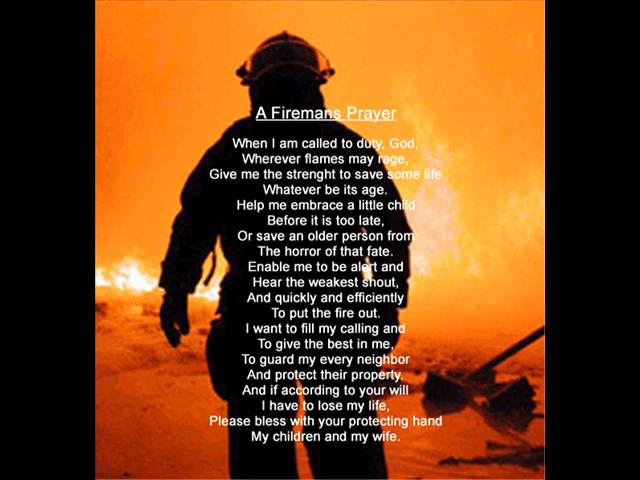 A Firemans Prayer
When I am called to duty, God,
Wherever flames may rage,
Give me the strenght to save some life
Whatever be its age.
Help me embrace a little child
Before it is too late,
Or save an older person from
The horror of that fate.
Enable me to be alert and
Hear the weakest shout,
And quickly and efficiently
To put the fire out.
I want to fill my calling and
To give the best in me,
To guard my every neighbor
And protect their property.
And if according to your will
I have to lose my life,
Please bless with your protecting hand
My children and my wife.